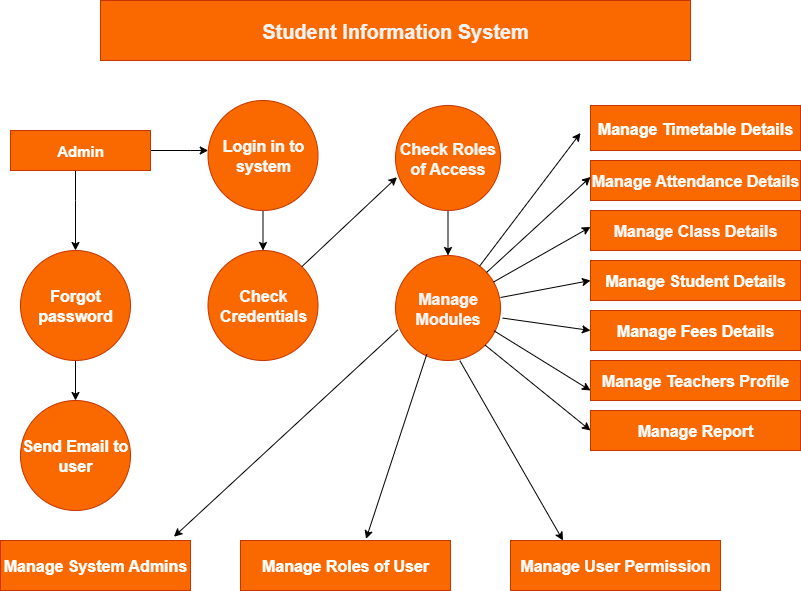 Student Information System
Admin
Login in to
system
Check Roles
of Access
Manage Timetable Details
Manage Attendance Details
Manage Class Details
Manage Student Details
Manage Fees Details
Manage Teachers Profile
Manage Report
Forgot
password
Check
Credentials
Manage
Modules
Send Email to
user
Manage System Admins
Manage Roles of User
Manage User Permission